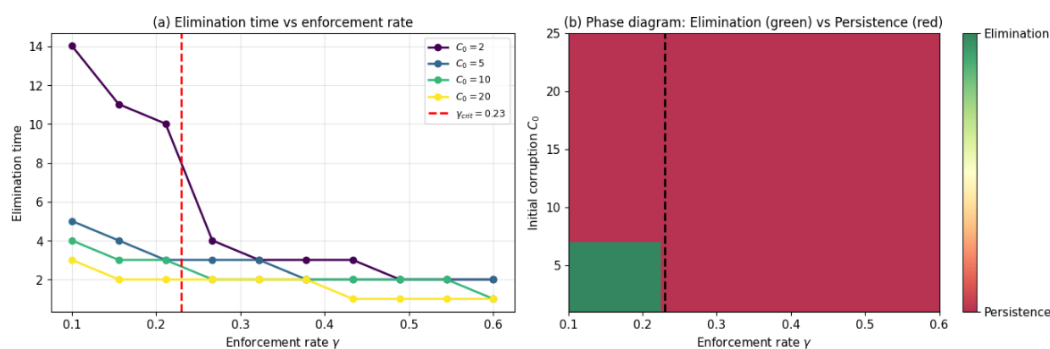 (a) Elimination time vs enforcement rate
14
12
10
8
6
4
2
Elimination time
0.1 0.2 0.3 0.4 0.5 0.6
Enforcement rate γ
C₀ = 2
C₀ = 5
C₀ = 10
C₀ = 20
γcrit = 0.23
(b) Phase diagram: Elimination (green) vs Persistence (red)
25
20
15
10
5
Initial corruption C₀
0.1 0.2 0.3 0.4 0.5 0.6
Enforcement rate γ
Elimination
Persistence